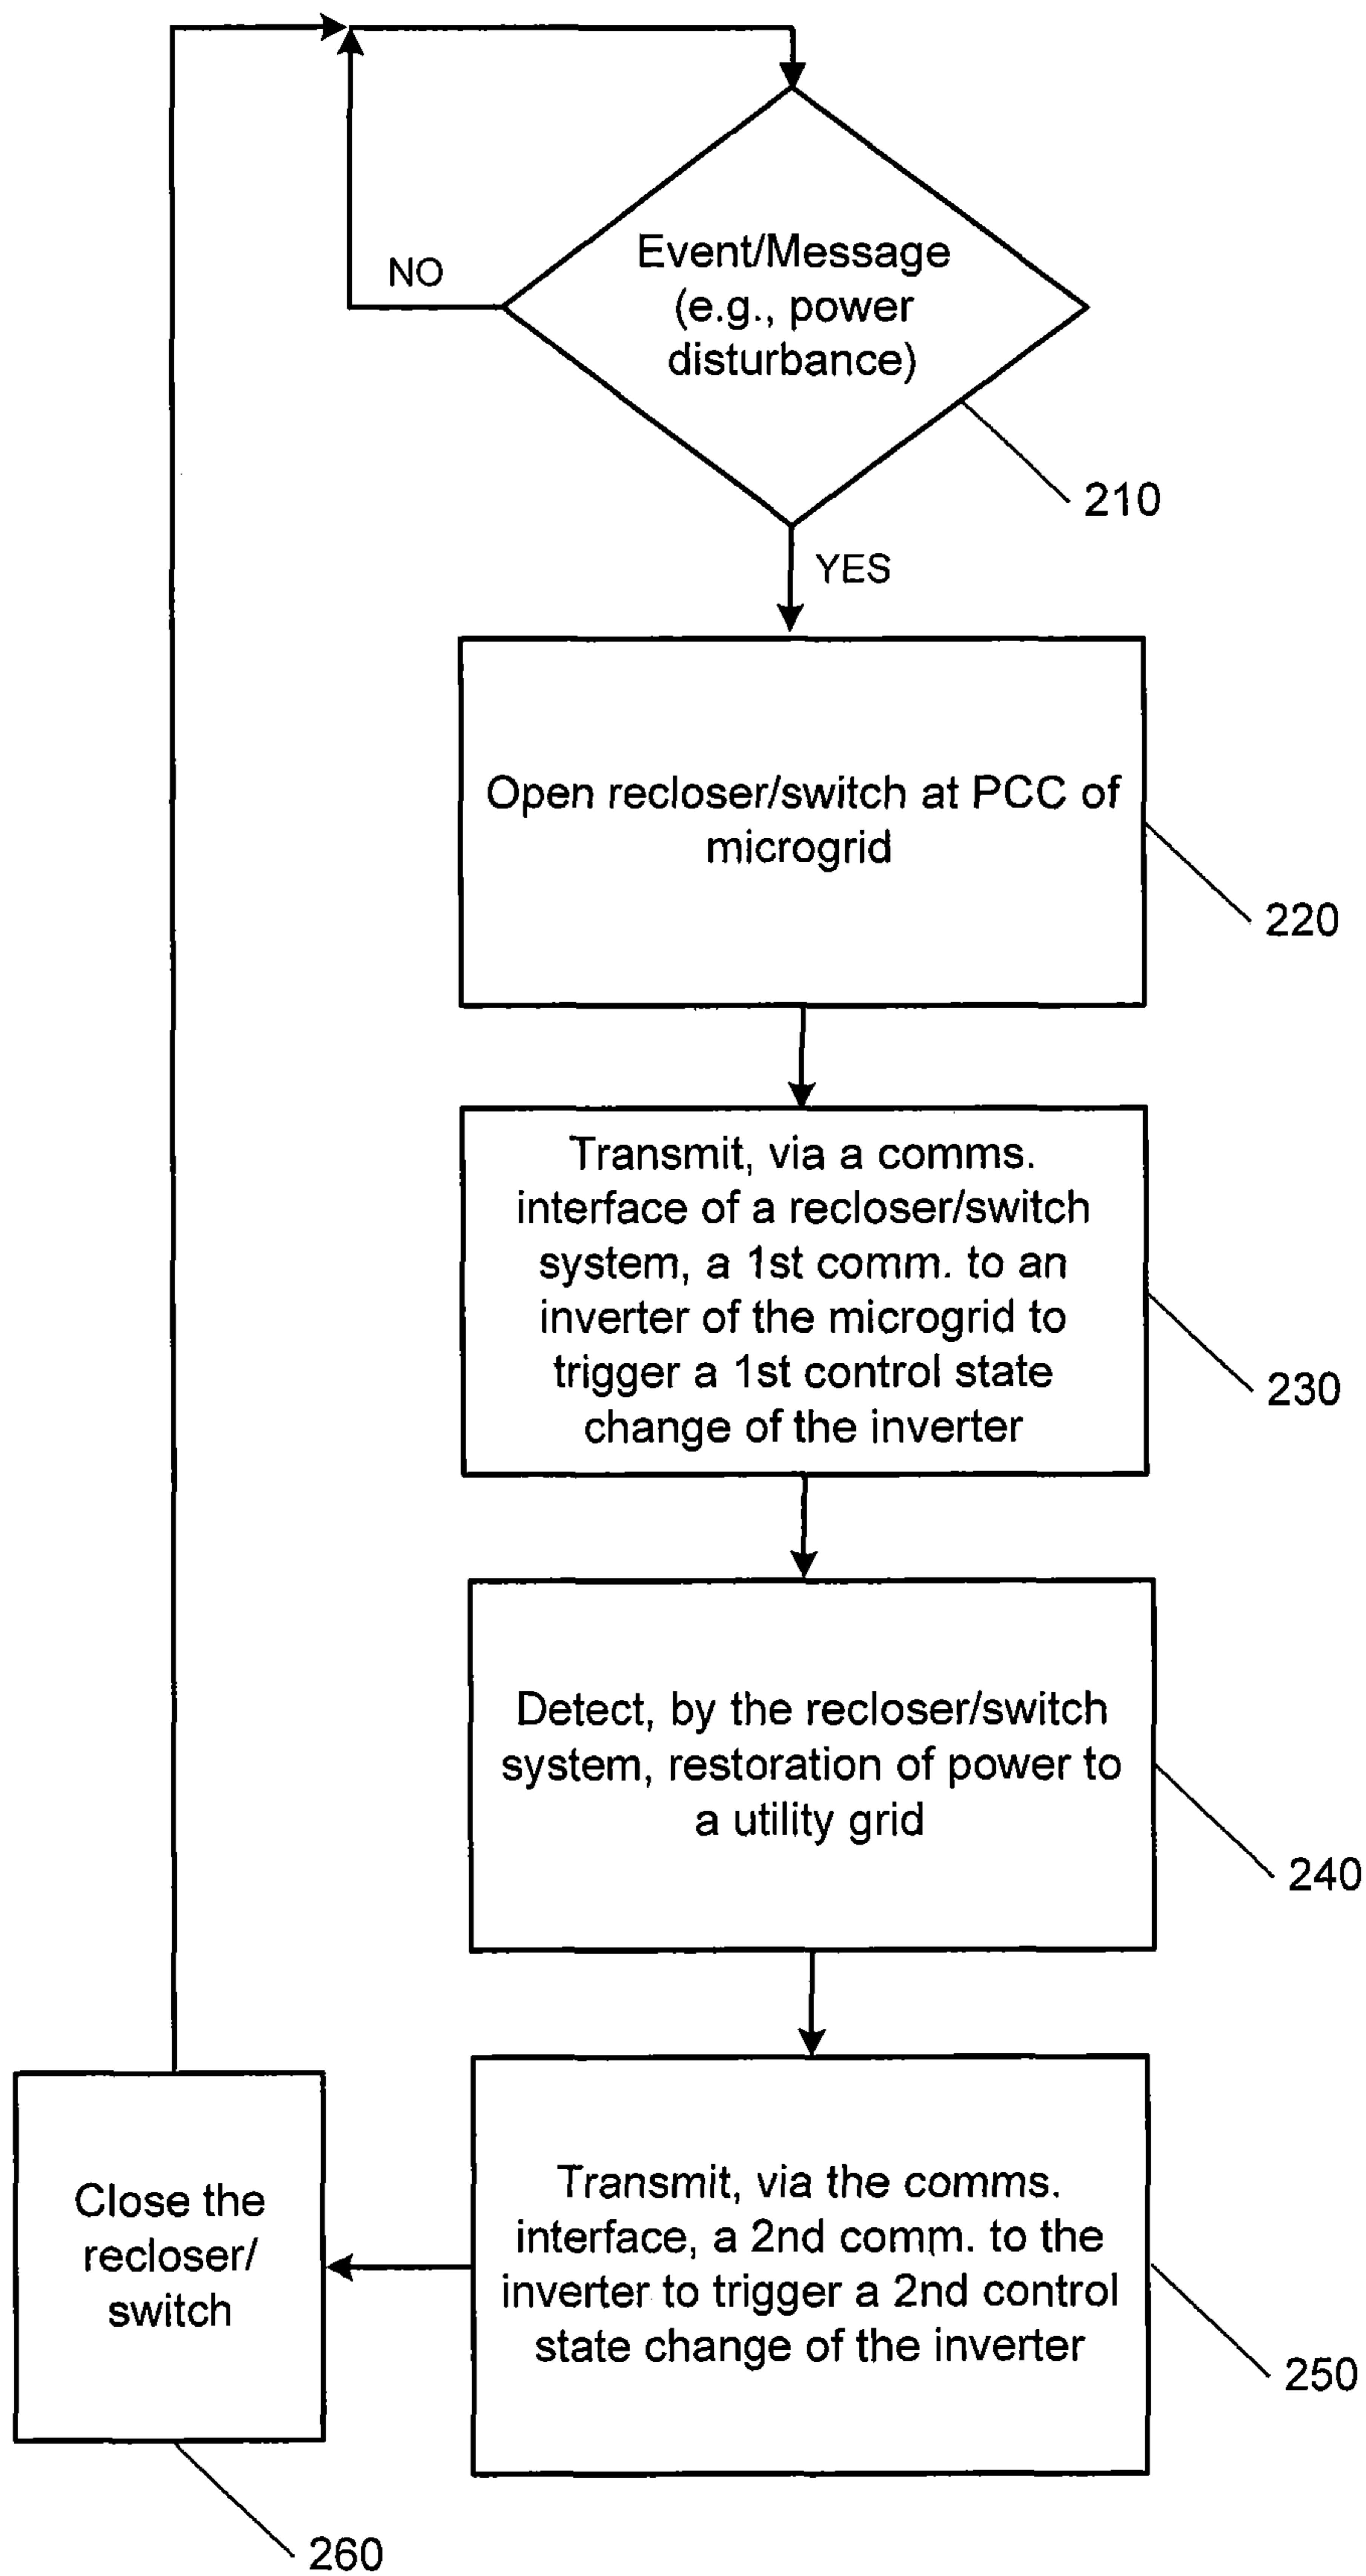 Event/Message
(e.g., power
disturbance)
NO
210
YES
Open recloser/switch at PCC of
microgrid
220
Transmit, via a comms.
interface of a recloser/switch
system, a 1st comm. to an
inverter of the microgrid to
trigger a 1st control state
change of the inverter
230
Detect, by the recloser/switch
system, restoration of power to
a utility grid
240
Transmit, via the comms.
interface, a 2nd comm. to the
inverter to trigger a 2nd control
state change of the inverter
250
Close the
recloser/
switch
260